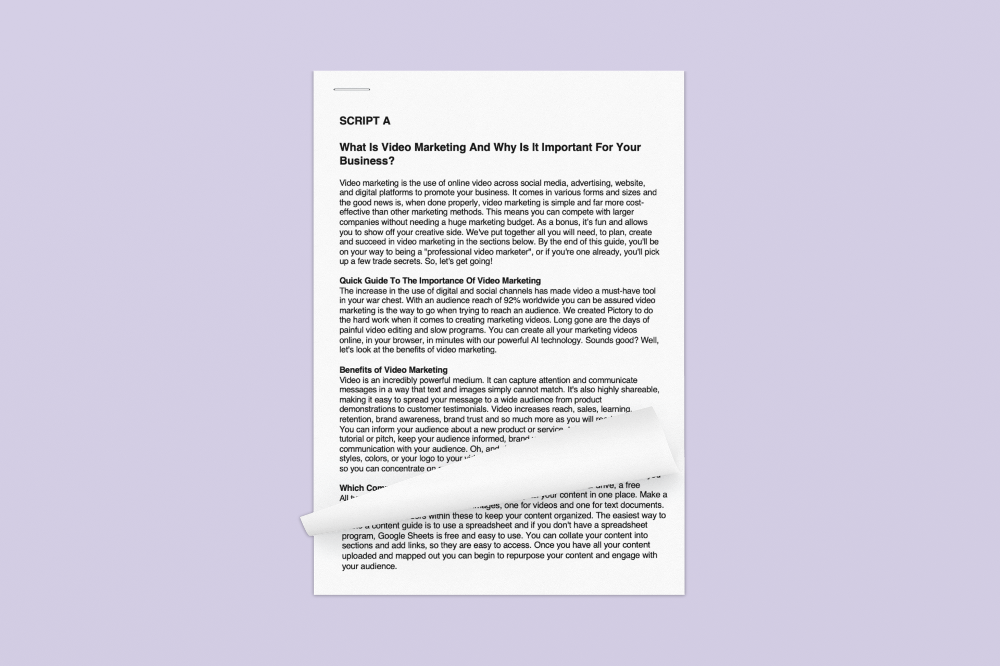 SCRIPT A
What Is Video Marketing And Why Is It Important For Your
Business?
Video marketing is the use of online video across social media, advertising, website,
and digital platforms to promote your business. It comes in various forms and sizes and
the good news is, when done properly, video marketing is simple and far more cost-
effective than other marketing methods. This means you can compete with larger
companies without needing a huge marketing budget. As a bonus, it's fun and allows
you to show off your creative side. We've put together all you will need, to plan, create
and succeed in video marketing in the sections below. By the end of this guide, you'll be
on your way to being a "professional video marketer", or if you're one already, you'll pick
up a few trade secrets. So, let's get going!
Quick Guide To The Importance Of Video Marketing
The increase in the use of digital and social channels has made video a must-have tool
in your war chest. With an audience reach of 92% worldwide you can be assured video
marketing is the way to go when trying to reach an audience. We created Pictory to do
the hard work when it comes to creating marketing videos. Long gone are the days of
painful video editing and slow programs. You can create all your marketing videos
online, in your browser, in minutes with our powerful AI technology. Sounds good? Well,
let's look at the benefits of video marketing.
Benefits of Video Marketing
Video is an incredibly powerful medium. It can capture attention and communicate
messages in a way that text and images simply cannot match. It's also highly shareable,
making it easy to spread your message to a wide audience from product
demonstrations to customer testimonials. Video increases reach, sales, learning,
retention, brand awareness, brand trust and so much more as you will
You can inform your audience about a new product or service,
tutorial or pitch, keep your audience informed, brand
communication with your audience. Oh, and
styles, colors, or your logo to your
so you can concentrate on
Which
you
drive, a free
All
your content in one place. Make a
one for videos and one for text documents.
within these to keep your content organized. The easiest way to
a content guide is to use a spreadsheet and if you don't have a spreadsheet
program, Google Sheets is free and easy to use. You can collate your content into
sections and add links, so they are easy to access. Once you have all your content
uploaded and mapped out you can begin to repurpose your content and engage with
your audience.